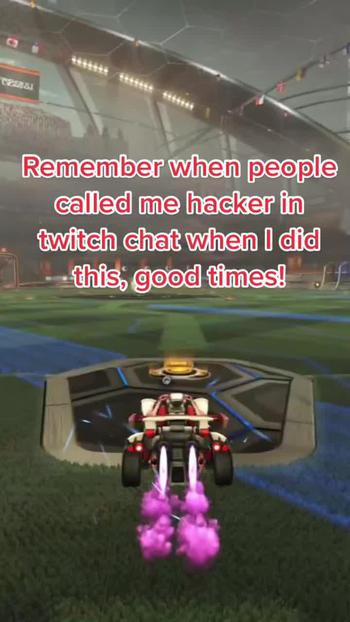 Remember when people
called me hacker in
twitch chat when I did
this, good times!